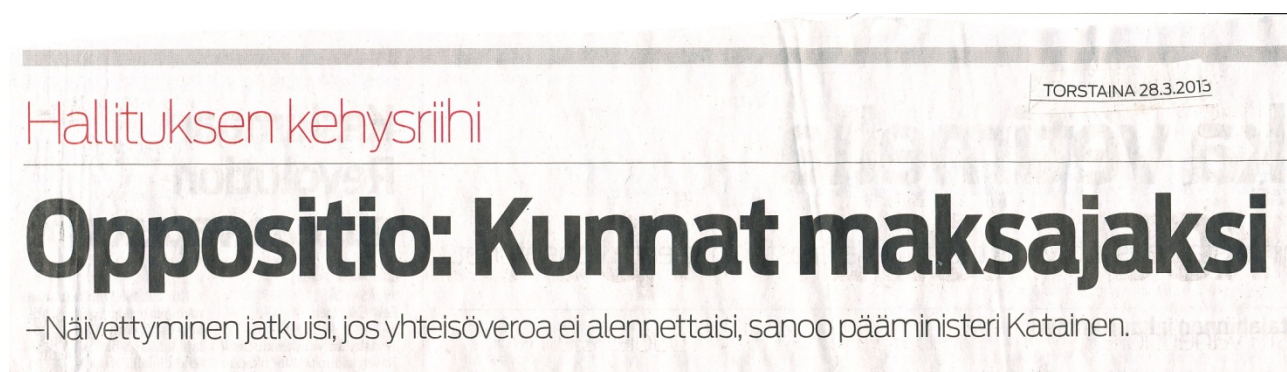 TORSTAINA 28.3.2013
Hallituksen kehysriihi
Oppositio: Kunnat maksajaksi
–Näivettyminen jatkuisi, jos yhteisöveroa ei alennettaisi, sanoo pääministeri Katainen.